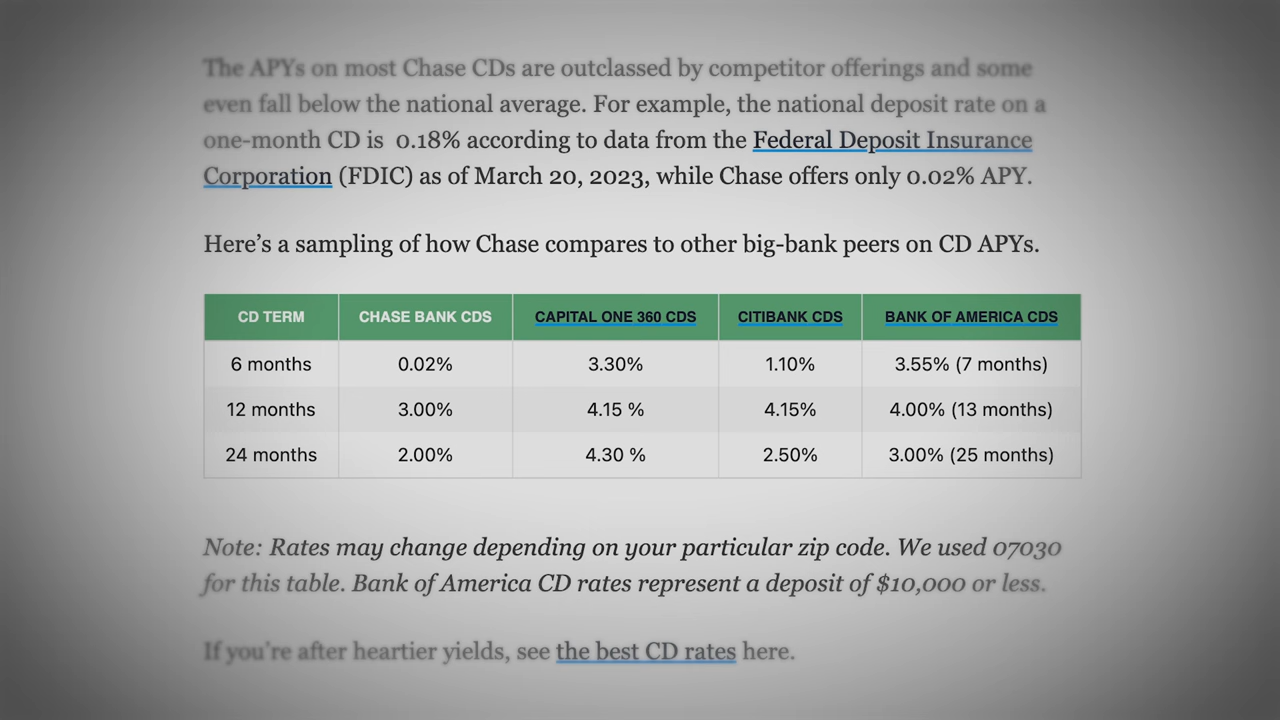 The APYs on most Chase CDs are outclassed by competitor offerings and some
even fall below the national average. For example, the national deposit rate on a
one-month CD is 0.18% according to data from the Federal Deposit Insurance
Corporation (FDIC) as of March 20, 2023, while Chase offers only 0.02% APY.
Here’s a sampling of how Chase compares to other big-bank peers on CD APYs.
CD TERM CHASE BANK CDS CAPITAL ONE 360 CDS CITIBANK CDS BANK OF AMERICA CDS
6 months 0.02% 3.30% 1.10% 3.55% (7 months)
12 months 3.00% 4.15 % 4.15% 4.00% (13 months)
24 months 2.00% 4.30 % 2.50% 3.00% (25 months)
Note: Rates may change depending on your particular zip code. We used 07030
for this table. Bank of America CD rates represent a deposit of $10,000 or less.
If you’re after heartier yields, see the best CD rates here.